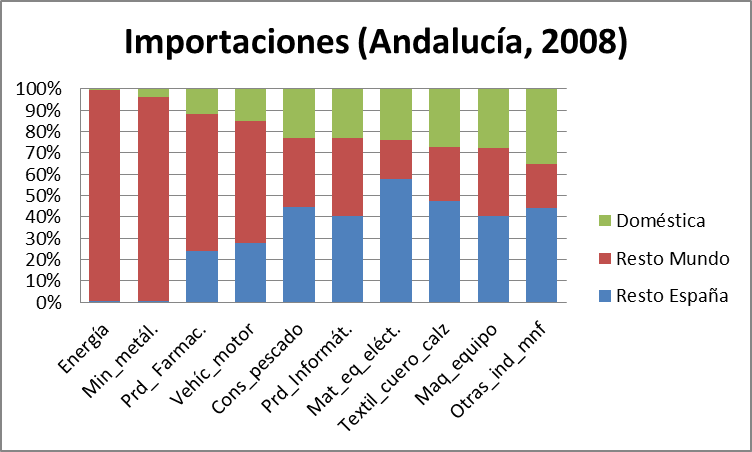 Importaciones (Andalucía, 2008)
100%
90%
80%
70%
60%
50%
40%
30%
20%
10%
0%
Energía
Min_metál.
Prd_Farmac.
Vehíc_motor
Cons_pescado
Prd_Informát.
Mat_eq_eléct.
Textil_cuero_calz
Maq_equipo
Otras_ind_mnf
Doméstica
Resto Mundo
Resto España